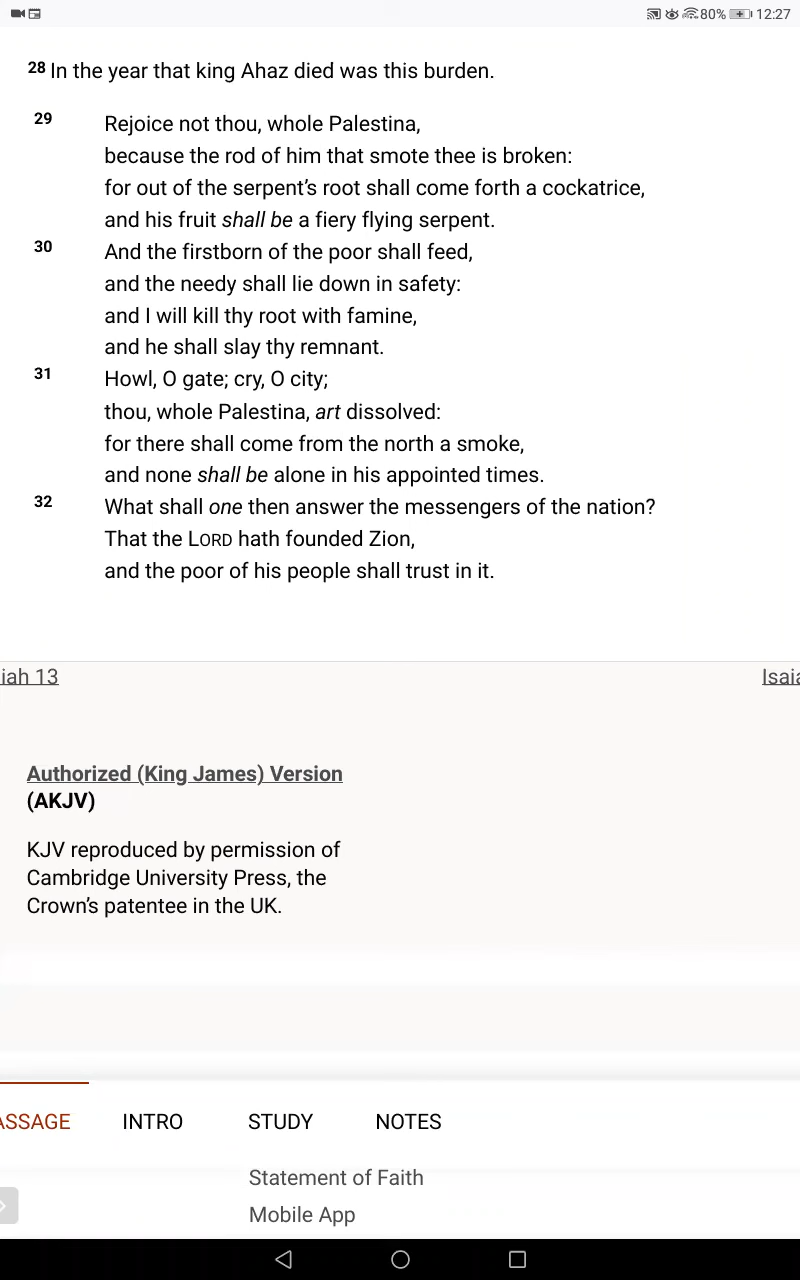 80% 12:27
28 In the year that king Ahaz died was this burden.
29 Rejoice not thou, whole Palestina,
because the rod of him that smote thee is broken:
for out of the serpent’s root shall come forth a cockatrice,
and his fruit shall be a fiery flying serpent.
30 And the firstborn of the poor shall feed,
and the needy shall lie down in safety:
and I will kill thy root with famine,
and he shall slay thy remnant.
31 Howl, O gate; cry, O city;
thou, whole Palestina, art dissolved:
for there shall come from the north a smoke,
and none shall be alone in his appointed times.
32 What shall one then answer the messengers of the nation?
That the LORD hath founded Zion,
and the poor of his people shall trust in it.
iah 13 Isaia
Authorized (King James) Version
(AKJV)
KJV reproduced by permission of
Cambridge University Press, the
Crown’s patentee in the UK.
ASSAGE INTRO STUDY NOTES
Statement of Faith
Mobile App